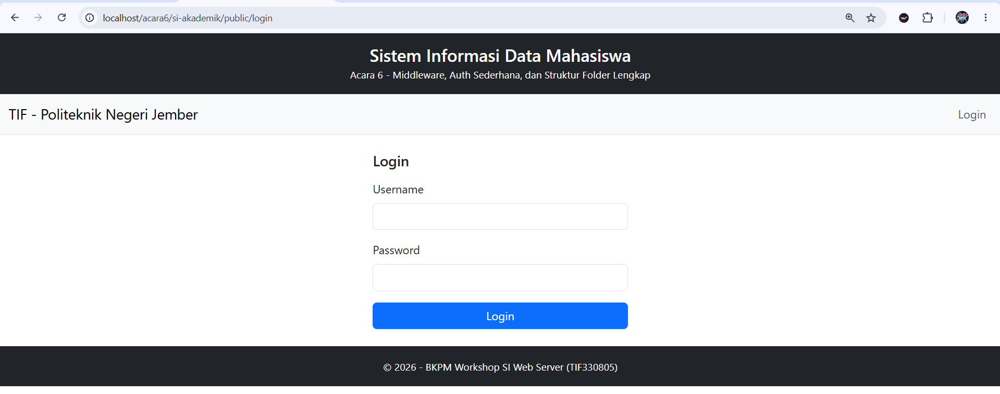 localhost/acara6/si-akademik/public/login
Sistem Informasi Data Mahasiswa
Acara 6 - Middleware, Auth Sederhana, dan Struktur Folder Lengkap
TIF - Politeknik Negeri Jember
Login
Login
Username
Password
Login
© 2026 - BKPM Workshop SI Web Server (TIF330805)